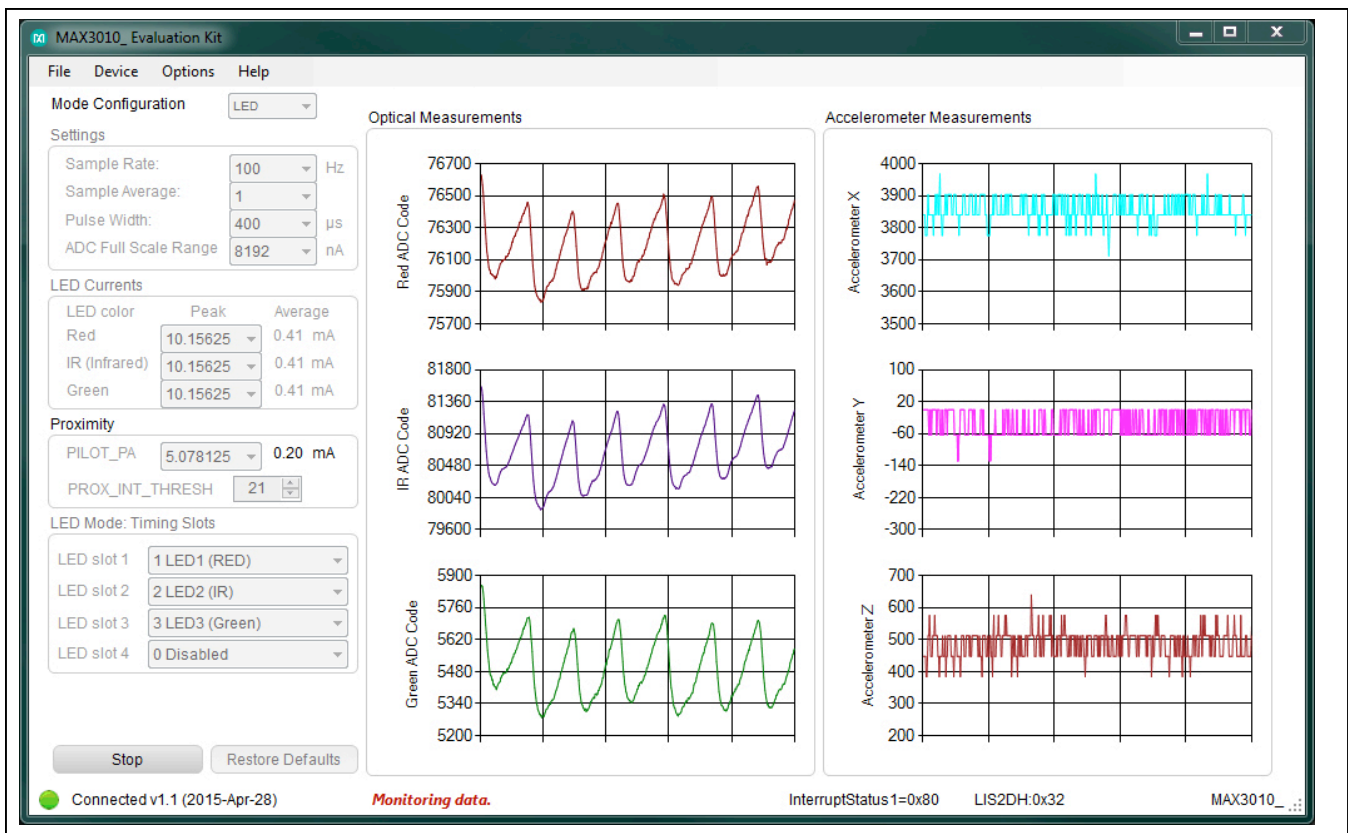 MAX3010_ Evaluation Kit
File Device Options Help
Mode Configuration LED
Settings
Sample Rate: 100 Hz
Sample Average: 1
Pulse Width: 400 µs
ADC Full Scale Range 8192 nA
LED Currents
LED color Peak Average
Red 10.15625 0.41 mA
IR (Infrared) 10.15625 0.41 mA
Green 10.15625 0.41 mA
Proximity
PILOT_PA 5.078125 0.20 mA
PROX_INT_THRESH 21
LED Mode: Timing Slots
LED slot 1 1 LED1 (RED)
LED slot 2 2 LED2 (IR)
LED slot 3 3 LED3 (Green)
LED slot 4 0 Disabled
Stop Restore Defaults
Optical Measurements
Red ADC Code
76700
76500
76300
76100
75900
75700
IR ADC Code
81800
81360
80920
80480
80040
79600
Green ADC Code
5900
5760
5620
5480
5340
5200
Accelerometer Measurements
Accelerometer X
4000
3900
3800
3700
3600
3500
Accelerometer Y
100
20
-60
-140
-220
-300
Accelerometer Z
700
600
500
400
300
200
Connected v1.1 (2015-Apr-28) Monitoring data. InterruptStatus1=0x80 LIS2DH:0x32 MAX3010_